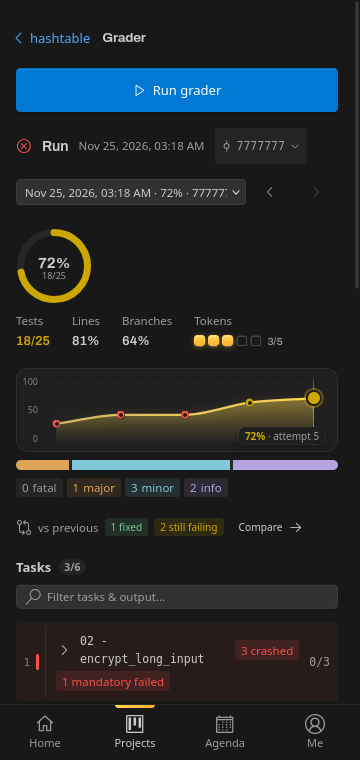 hashtable Grader
Run grader
Run Nov 25, 2026, 03:18 AM 7777777
Nov 25, 2026, 03:18 AM · 72% · 77777
72%
18/25
Tests Lines Branches Tokens
18/25 81% 64% 3/5
100
50
0
72% · attempt 5
0 fatal 1 major 3 minor 2 info
vs previous 1 fixed 2 still failing Compare
Tasks 3/6
Filter tasks & output...
1 02 - encrypt_long_input 3 crashed 0/3
1 mandatory failed
Home Projects Agenda Me